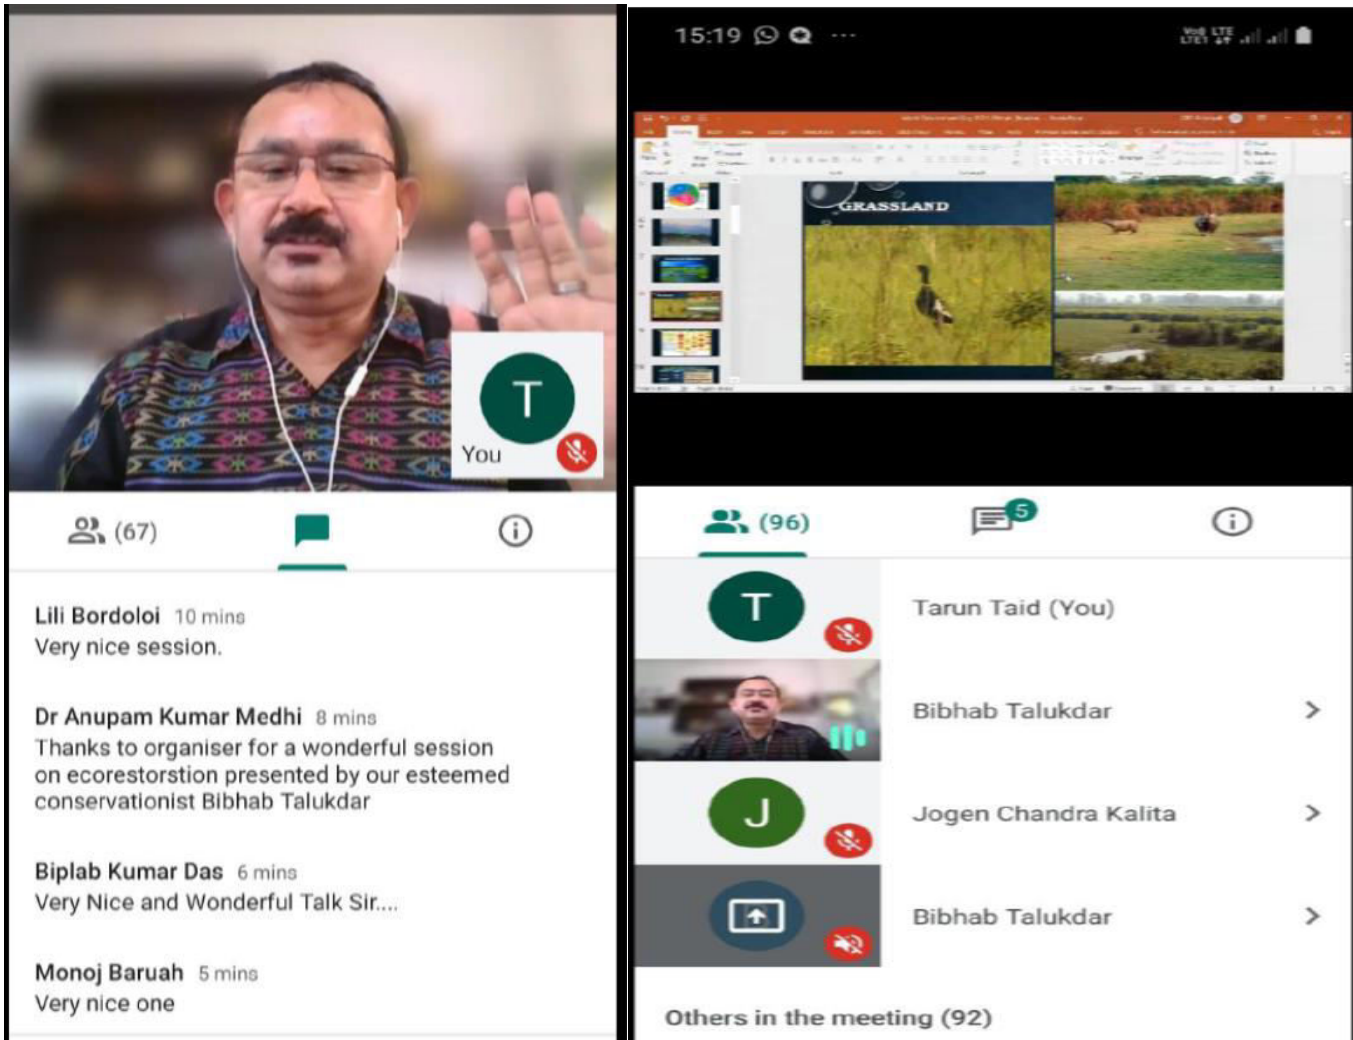 T
You
(67)
Lili Bordoloi 10 mins
Very nice session.
Dr Anupam Kumar Medhi 8 mins
Thanks to organiser for a wonderful session
on ecorestorstion presented by our esteemed
conservationist Bibhab Talukdar
Biplab Kumar Das 6 mins
Very Nice and Wonderful Talk Sir....
Monoj Baruah 5 mins
Very nice one
15:19
GRASSLAND
(96) 5
T Tarun Taid (You)
Bibhab Talukdar
J Jogen Chandra Kalita
Bibhab Talukdar
Others in the meeting (92)